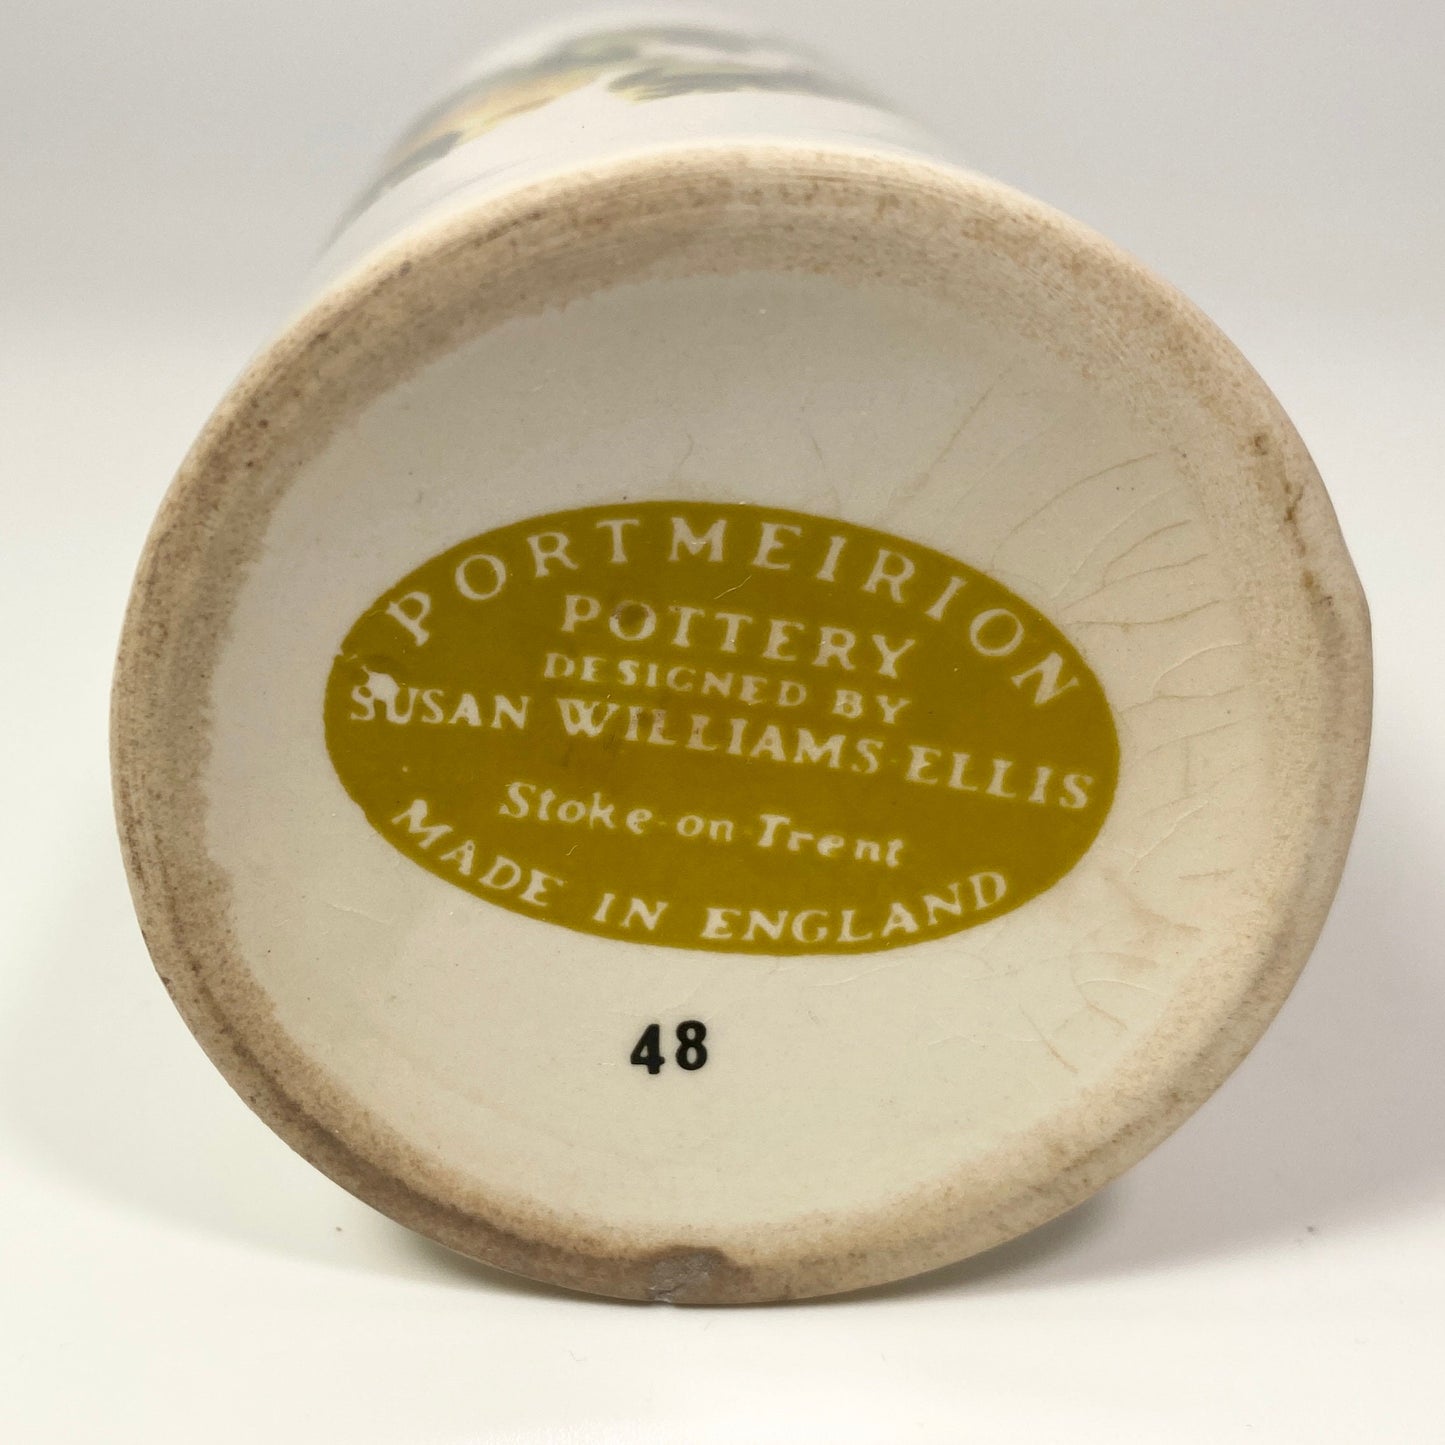 PORTMEIRION
POTTERY
DESIGNED BY
SUSAN WILLIAMS-ELLIS
Stoke-on-Trent
MADE IN ENGLAND
48